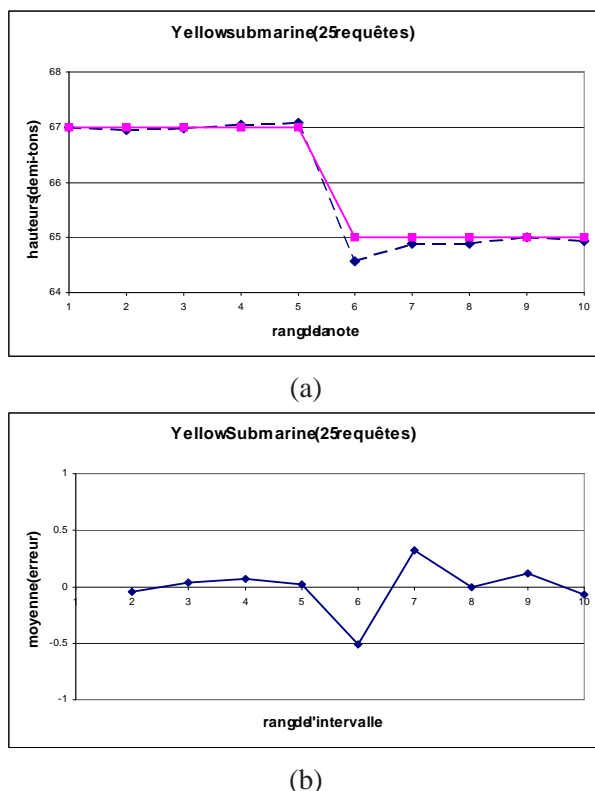 Yellowsubmarine(25requêtes)
68
67
66
65
64
hauteurs(demi-tons)
1 2 3 4 5 6 7 8 9 10
rangdelanote
(a)
YellowSubmarine(25requêtes)
1
0.5
0
-0.5
-1
moyenne(erreur)
1 2 3 4 5 6 7 8 9 10
rangdel'intervalle
(b)